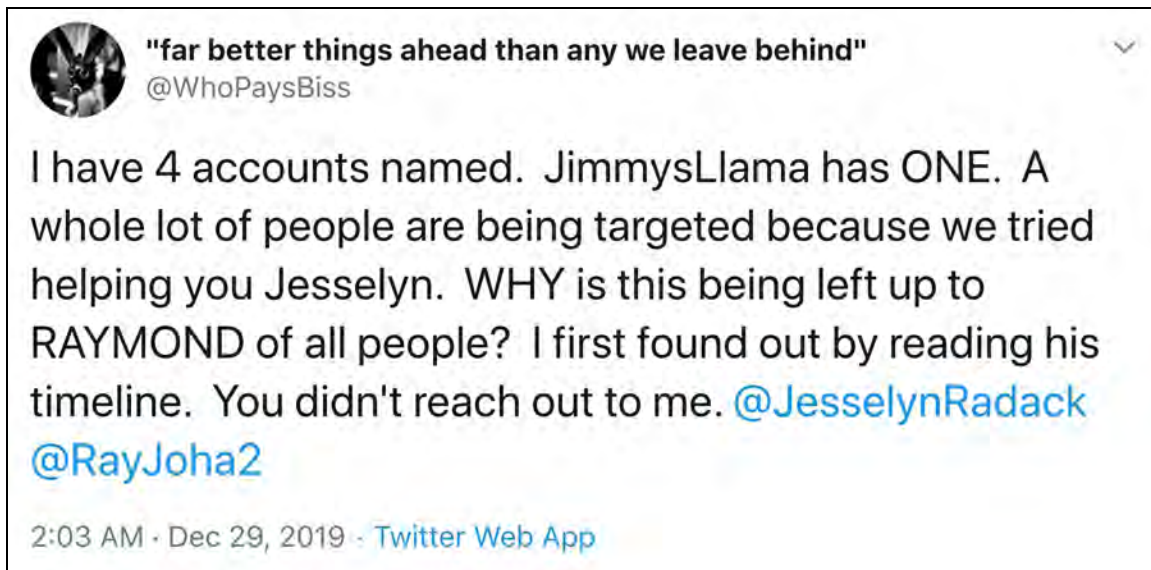 "far better things ahead than any we leave behind"
@WhoPaysBiss
I have 4 accounts named.  JimmysLlama has ONE.  A
whole lot of people are being targeted because we tried
helping you Jesselyn.  WHY is this being left up to
RAYMOND of all people?  I first found out by reading his
timeline.  You didn't reach out to me. @JesselynRadack
@RayJoha2
2:03 AM · Dec 29, 2019 · Twitter Web App